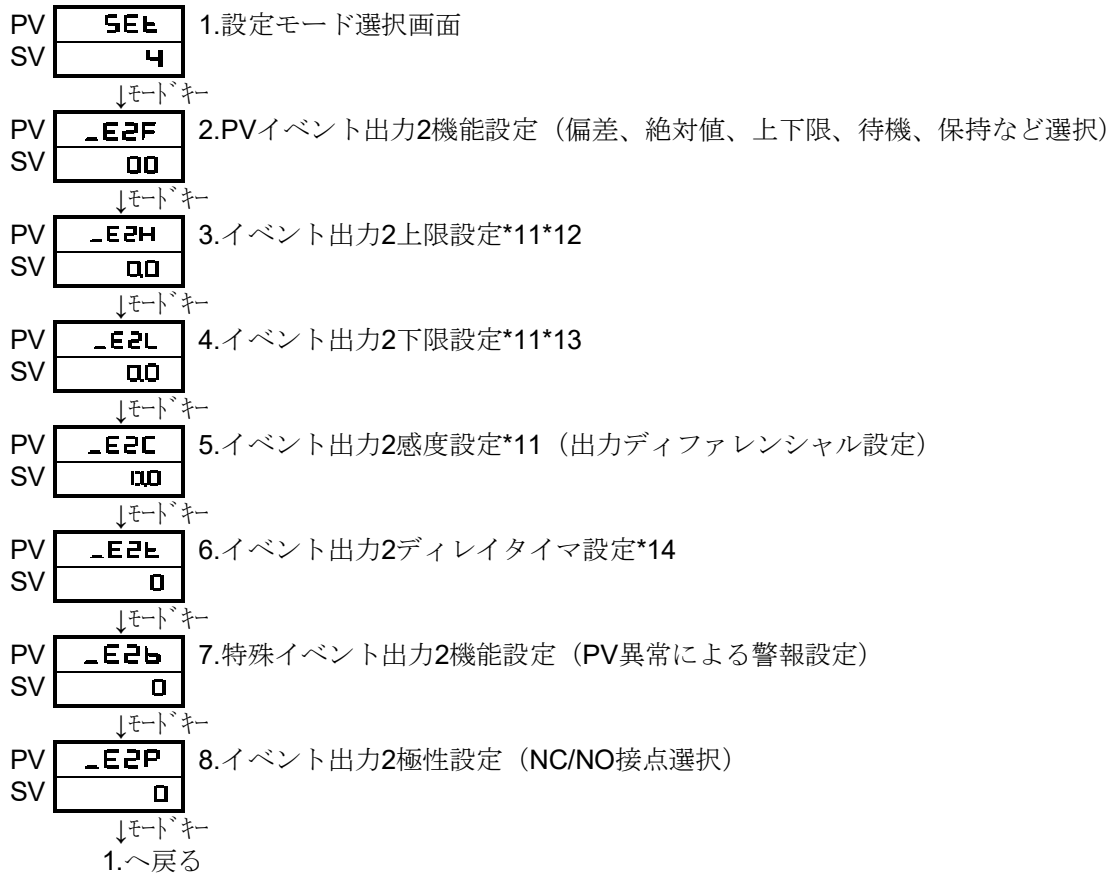 PV SEt 1.設定モード選択画面
SV 4
↓ﾓｰﾄﾞｷｰ
PV _E2F 2.PVイベント出力2機能設定（偏差、絶対値、上下限、待機、保持など選択）
SV 00
↓ﾓｰﾄﾞｷｰ
PV _E2H 3.イベント出力2上限設定*11*12
SV 0.0
↓ﾓｰﾄﾞｷｰ
PV _E2L 4.イベント出力2下限設定*11*13
SV 0.0
↓ﾓｰﾄﾞｷｰ
PV _E2C 5.イベント出力2感度設定*11（出力ディファレンシャル設定）
SV 0.0
↓ﾓｰﾄﾞｷｰ
PV _E2t 6.イベント出力2ディレイタイマ設定*14
SV 0
↓ﾓｰﾄﾞｷｰ
PV _E2b 7.特殊イベント出力2機能設定（PV異常による警報設定）
SV 0
↓ﾓｰﾄﾞｷｰ
PV _E2P 8.イベント出力2極性設定（NC/NO接点選択）
SV 0
↓ﾓｰﾄﾞｷｰ
1.へ戻る